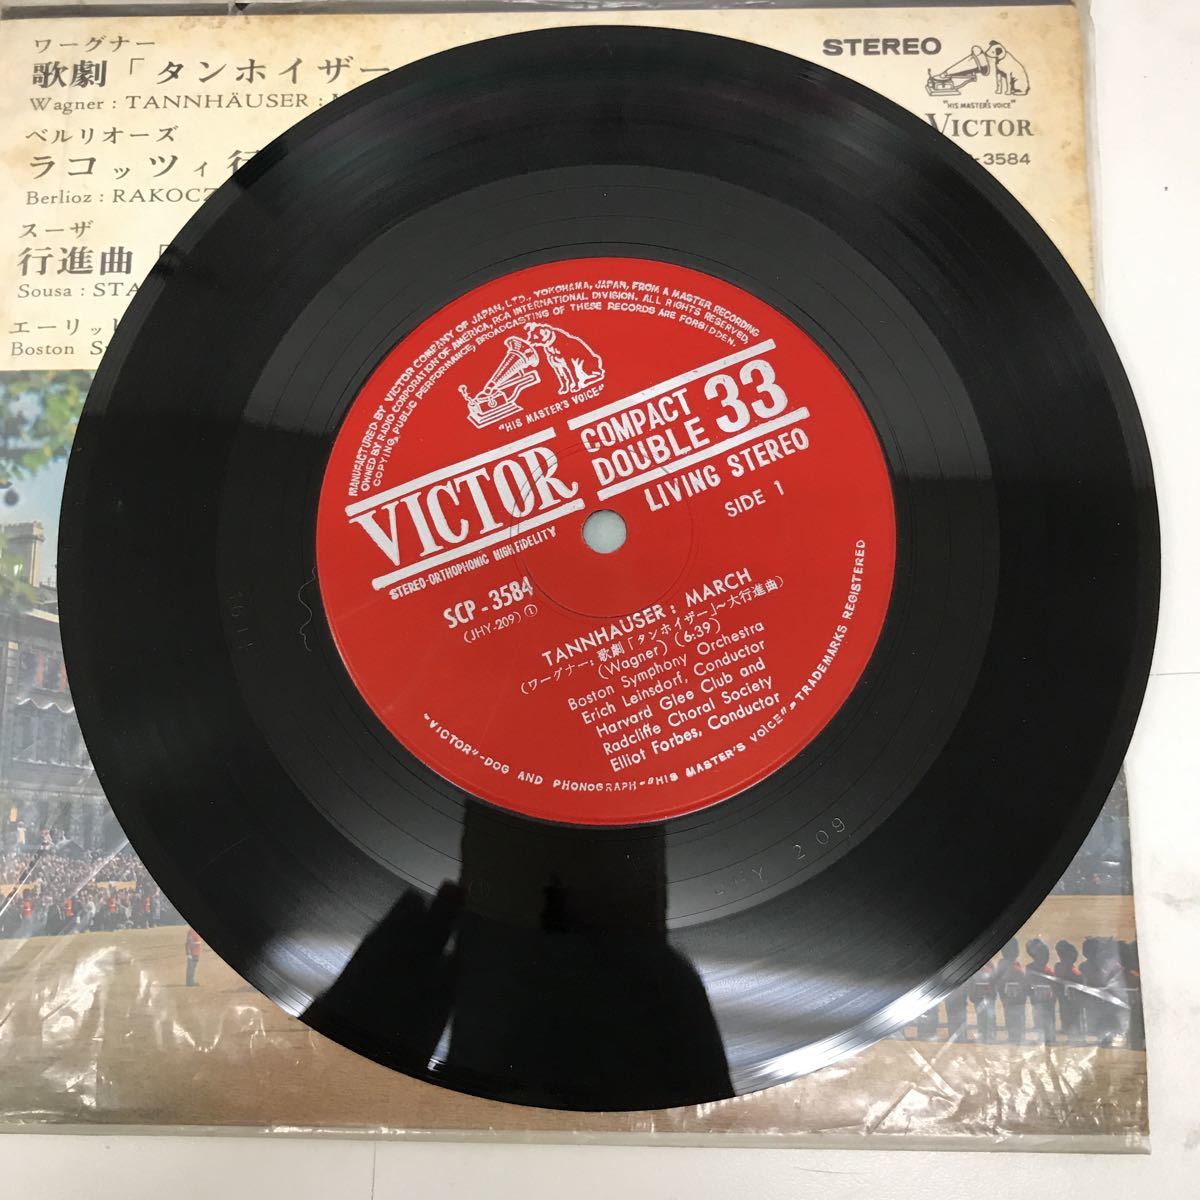 ワーグナー
歌劇「タンホイザー
Wagner : TANNHÄUSER :
ベルリオーズ
ラコッツィ行
Berlioz : RAKOCZ
スーザ
行進曲「
Sousa : STA
エーリッ
Boston S
STEREO
"HIS MASTER'S VOICE"
VICTOR
-3584
MANUFACTURED BY VICTOR COMPANY OF JAPAN, LTD., YOKOHAMA, JAPAN, FROM A MASTER RECORDING
OWNED BY RADIO CORPORATION OF AMERICA, RCA INTERNATIONAL DIVISION. ALL RIGHTS RESERVED,
COPYING, PUBLIC PERFORMANCE, BROADCASTING OF THESE RECORDS ARE FORBIDDEN.
"HIS MASTER'S VOICE"
VICTOR
COMPACT
DOUBLE 33
LIVING STEREO
STEREO-ORTHOPHONIC HIGH FIDELITY
SIDE 1
SCP-3584
(JHY-209) ①
TANNHAUSER: MARCH
(ワーグナー: 歌劇「タンホイザー」～大行進曲)
(Wagner) (6:39)
Boston Symphony Orchestra
Erich Leinsdorf, Conductor
Harvard Glee Club and
Radcliffe Choral Society
Elliot Forbes, Conductor
"VICTOR"-DOG AND PHONOGRAPH-"HIS MASTER'S VOICE"-TRADEMARKS REGISTERED
209